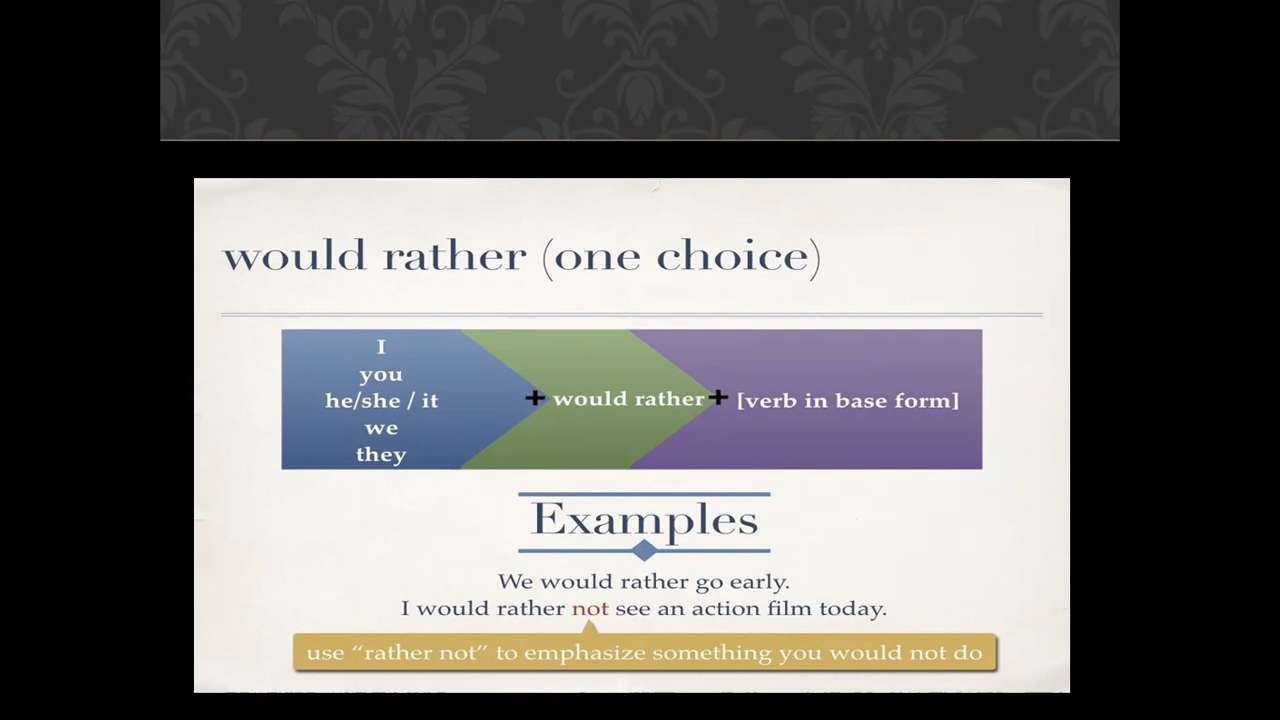 would rather (one choice)
I
you
he/she / it
we
they
+ would rather + [verb in base form]
Examples
We would rather go early.
I would rather not see an action film today.
use “rather not” to emphasize something you would not do